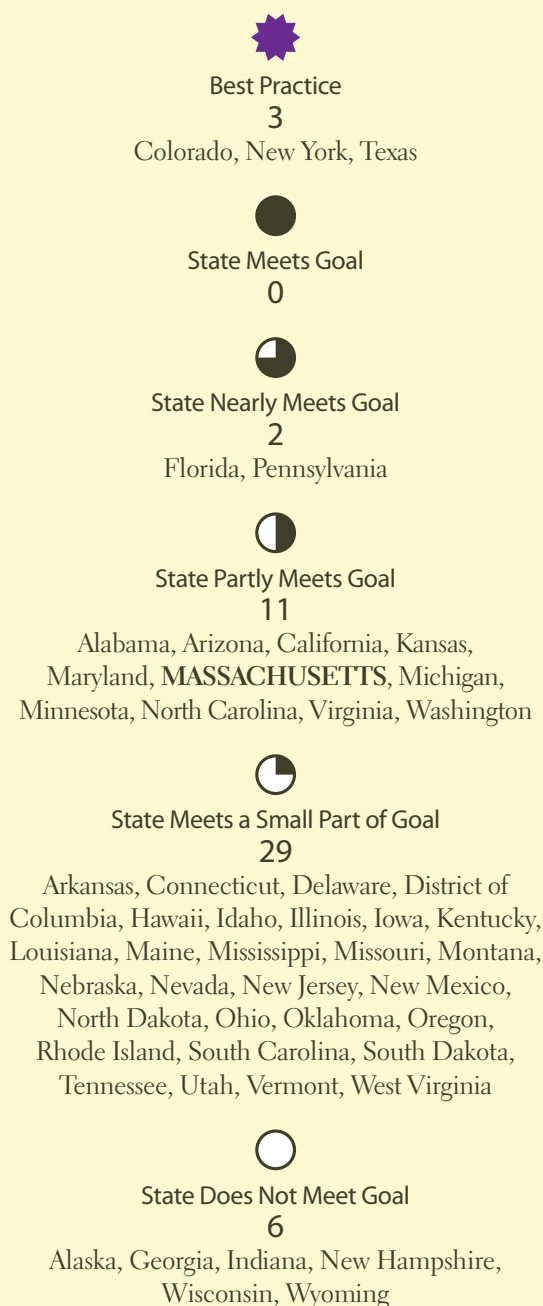 Best Practice
3
Colorado, New York, Texas
State Meets Goal
0
State Nearly Meets Goal
2
Florida, Pennsylvania
State Partly Meets Goal
11
Alabama, Arizona, California, Kansas,
Maryland, MASSACHUSETTS, Michigan,
Minnesota, North Carolina, Virginia, Washington
State Meets a Small Part of Goal
29
Arkansas, Connecticut, Delaware, District of
Columbia, Hawaii, Idaho, Illinois, Iowa, Kentucky,
Louisiana, Maine, Mississippi, Missouri, Montana,
Nebraska, Nevada, New Jersey, New Mexico,
North Dakota, Ohio, Oklahoma, Oregon,
Rhode Island, South Carolina, South Dakota,
Tennessee, Utah, Vermont, West Virginia
State Does Not Meet Goal
6
Alaska, Georgia, Indiana, New Hampshire,
Wisconsin, Wyoming